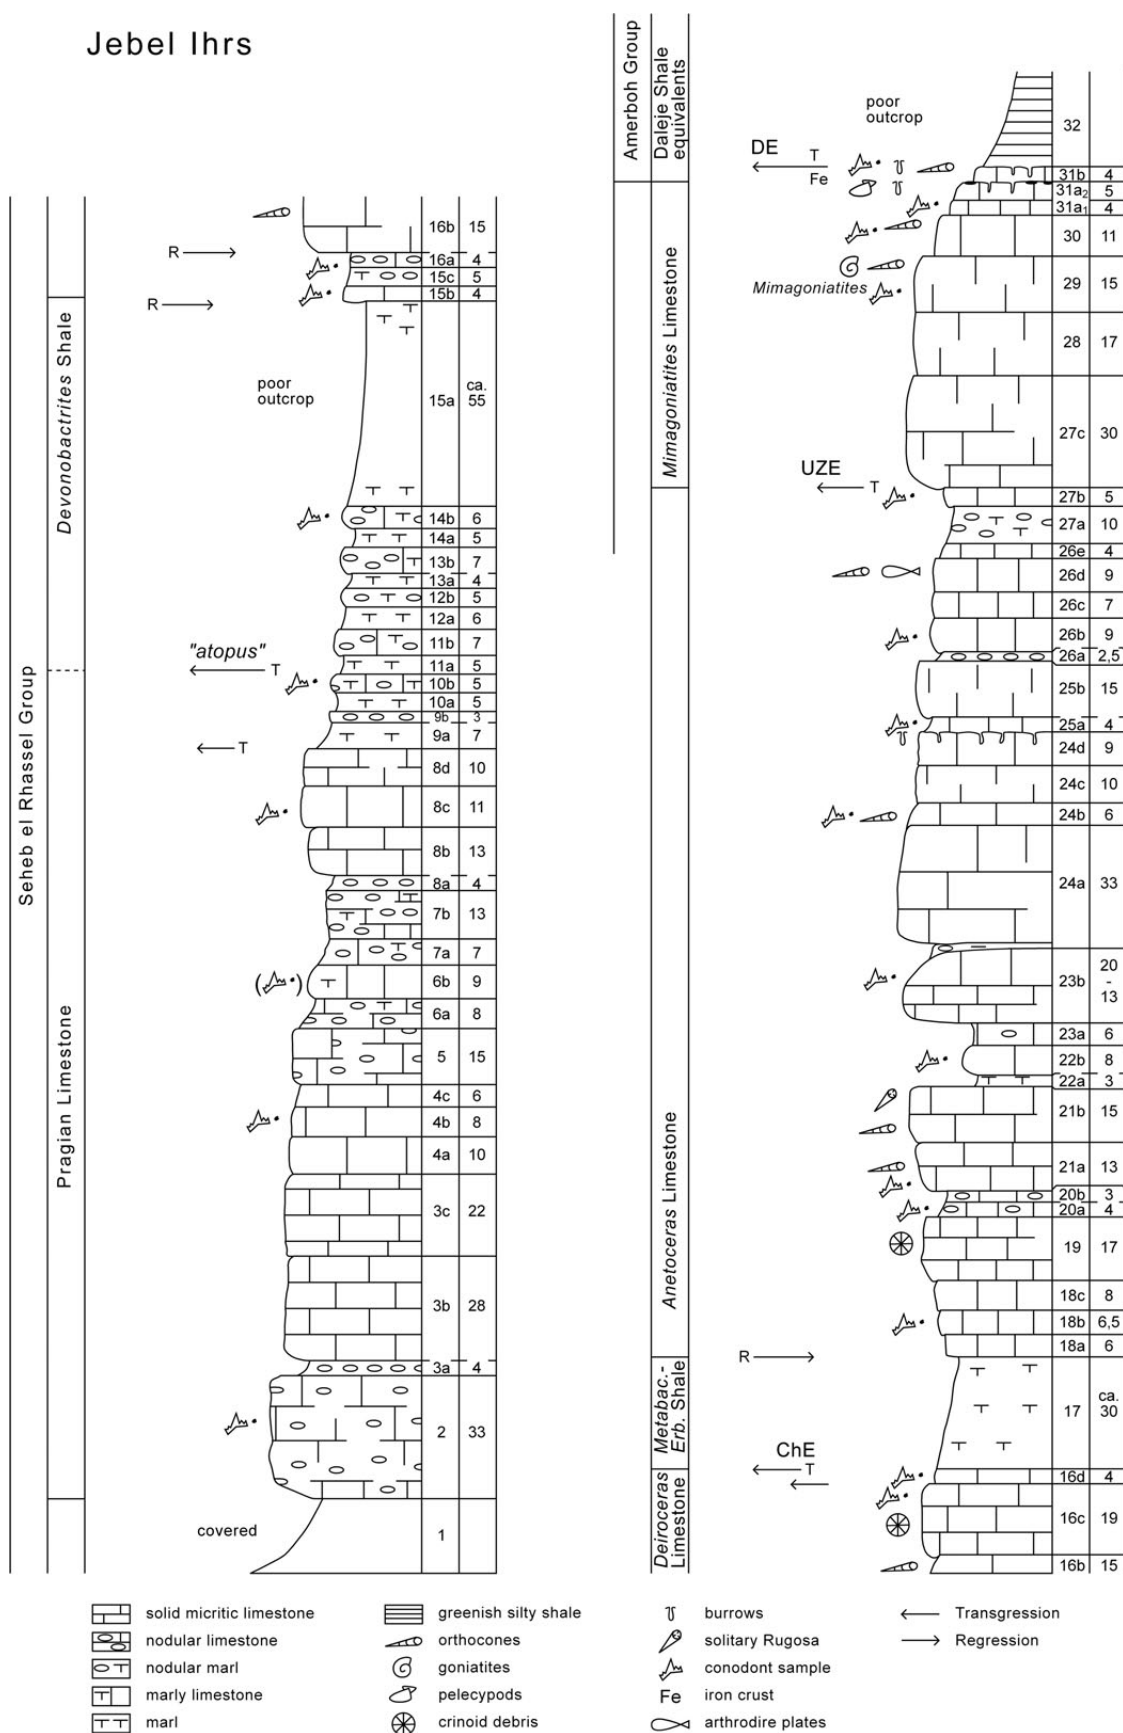 Jebel Ihrs
Seheb el Rhassel Group
Devonobactrites Shale
Pragian Limestone
16b 15
R
16a 4
15c 5
15b 4
R
poor
outcrop
15a ca.
55
14b 6
14a 5
13b 7
13a 4
12b 5
12a 6
11b 7
"atopus"
T
11a 5
10b 5
10a 5
9b 3
9a 7
T
8d 10
8c 11
8b 13
8a 4
7b 13
7a 7
( )
6b 9
6a 8
5 15
4c 6
4b 8
4a 10
3c 22
3b 28
3a 4
2 33
covered
1
Amerboh Group
Daleje Shale
equivalents
Mimagoniatites Limestone
Anetoceras Limestone
Metabac.-
Erb. Shale
Deiroceras
Limestone
poor
outcrop
32
DE
T
Fe
31b 4
31a2 5
31a1 4
30 11
Mimagoniatites
29 15
28 17
27c 30
UZE
T
27b 5
27a 10
26e 4
26d 9
26c 7
26b 9
26a 2,5
25b 15
25a 4
24d 9
24c 10
24b 6
24a 33
23b 20
-
13
23a 6
22b 8
22a 3
21b 15
21a 13
20b 3
20a 4
19 17
18c 8
18b 6,5
18a 6
R
17 ca.
30
ChE
T
16d 4
16c 19
16b 15
solid micritic limestone
nodular limestone
nodular marl
marly limestone
marl
greenish silty shale
orthocones
goniatites
pelecypods
crinoid debris
burrows
solitary Rugosa
conodont sample
Fe iron crust
arthrodire plates
Transgression
Regression